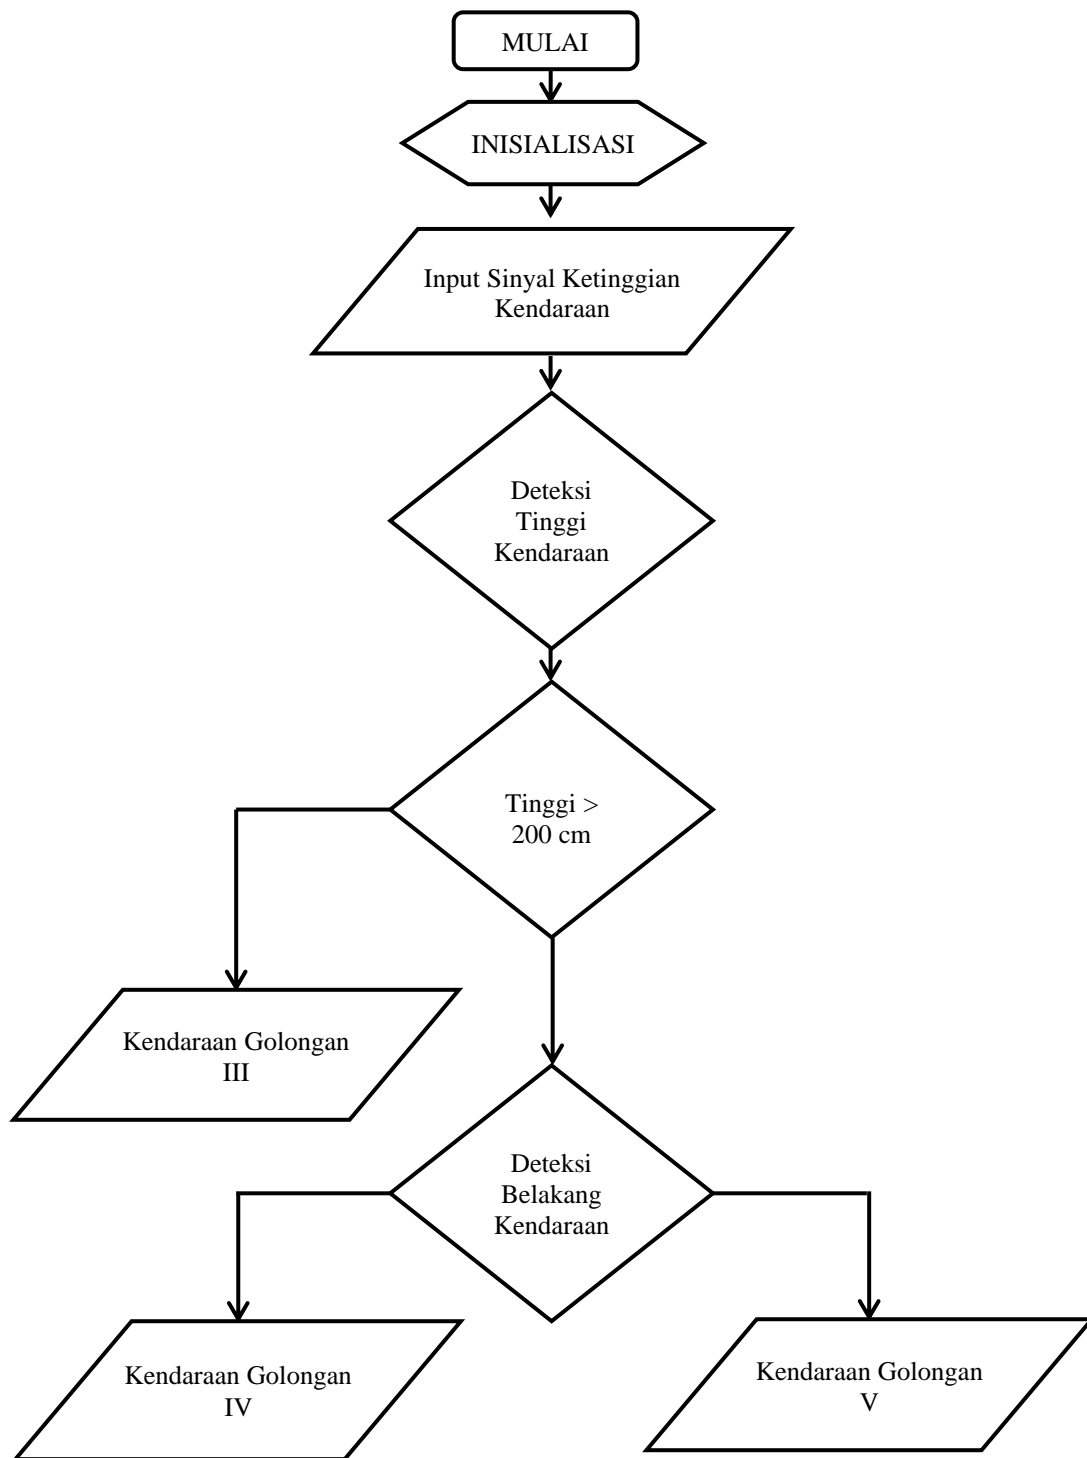 MULAI
INISIALISASI
Input Sinyal Ketinggian
Kendaraan
Deteksi
Tinggi
Kendaraan
Tinggi >
200 cm
Kendaraan Golongan
III
Deteksi
Belakang
Kendaraan
Kendaraan Golongan
IV
Kendaraan Golongan
V